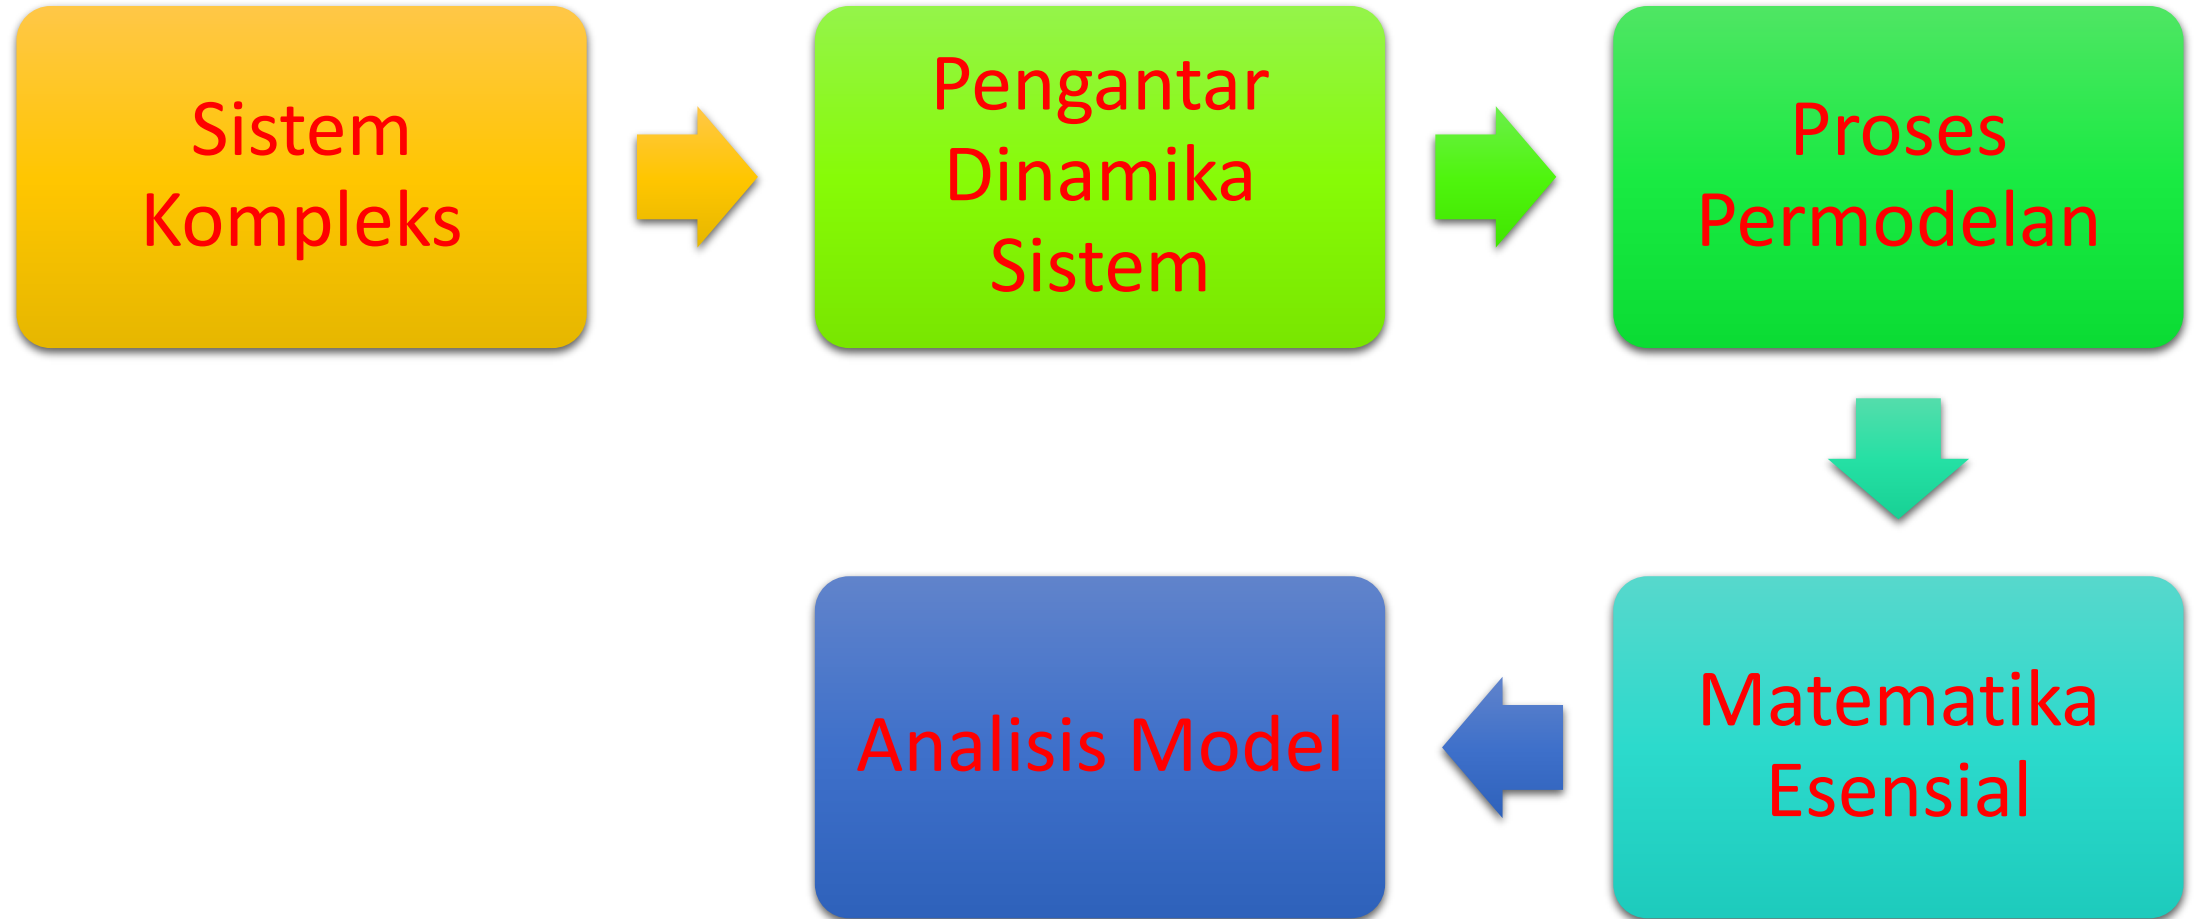 Sistem
Kompleks
Pengantar
Dinamika
Sistem
Proses
Permodelan
Matematika
Esensial
Analisis Model